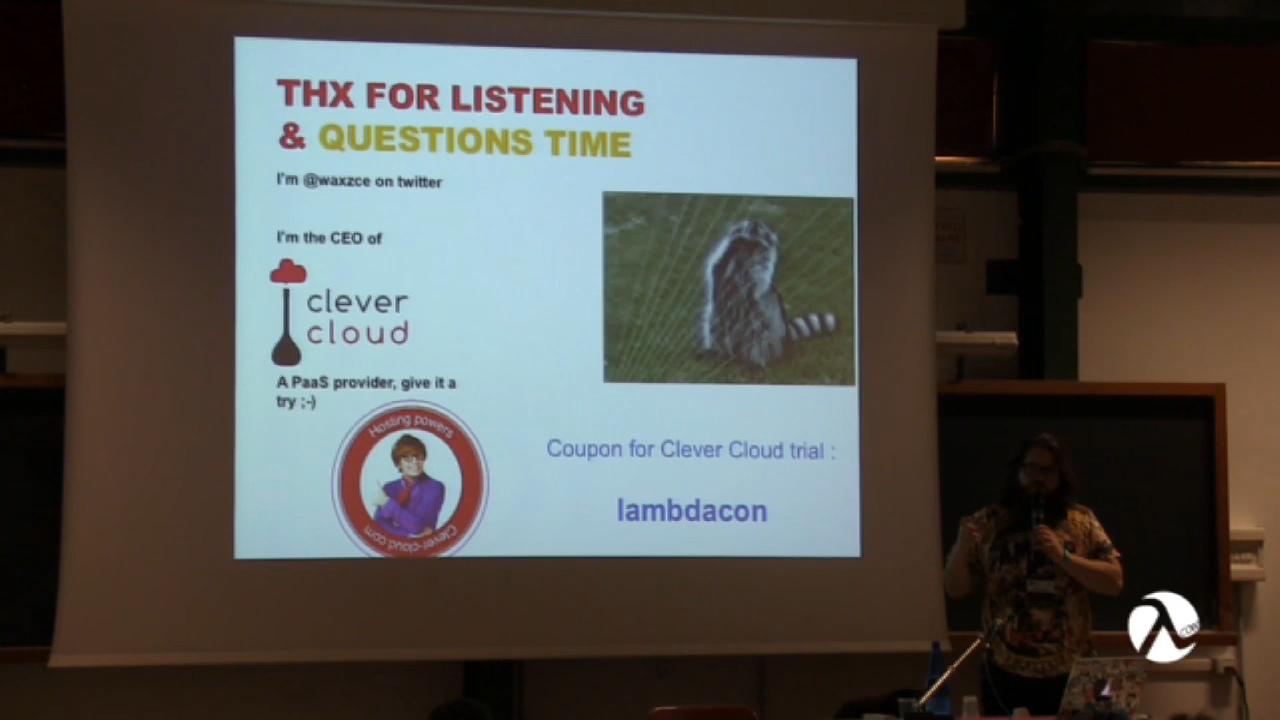 THX FOR LISTENING
& QUESTIONS TIME
I'm @waxzce on twitter
I'm the CEO of
clever
cloud
A PaaS provider, give it a
try ;-)
Hosting powers
Clever-cloud.com
Coupon for Clever Cloud trial :
lambdacon
λ
CON